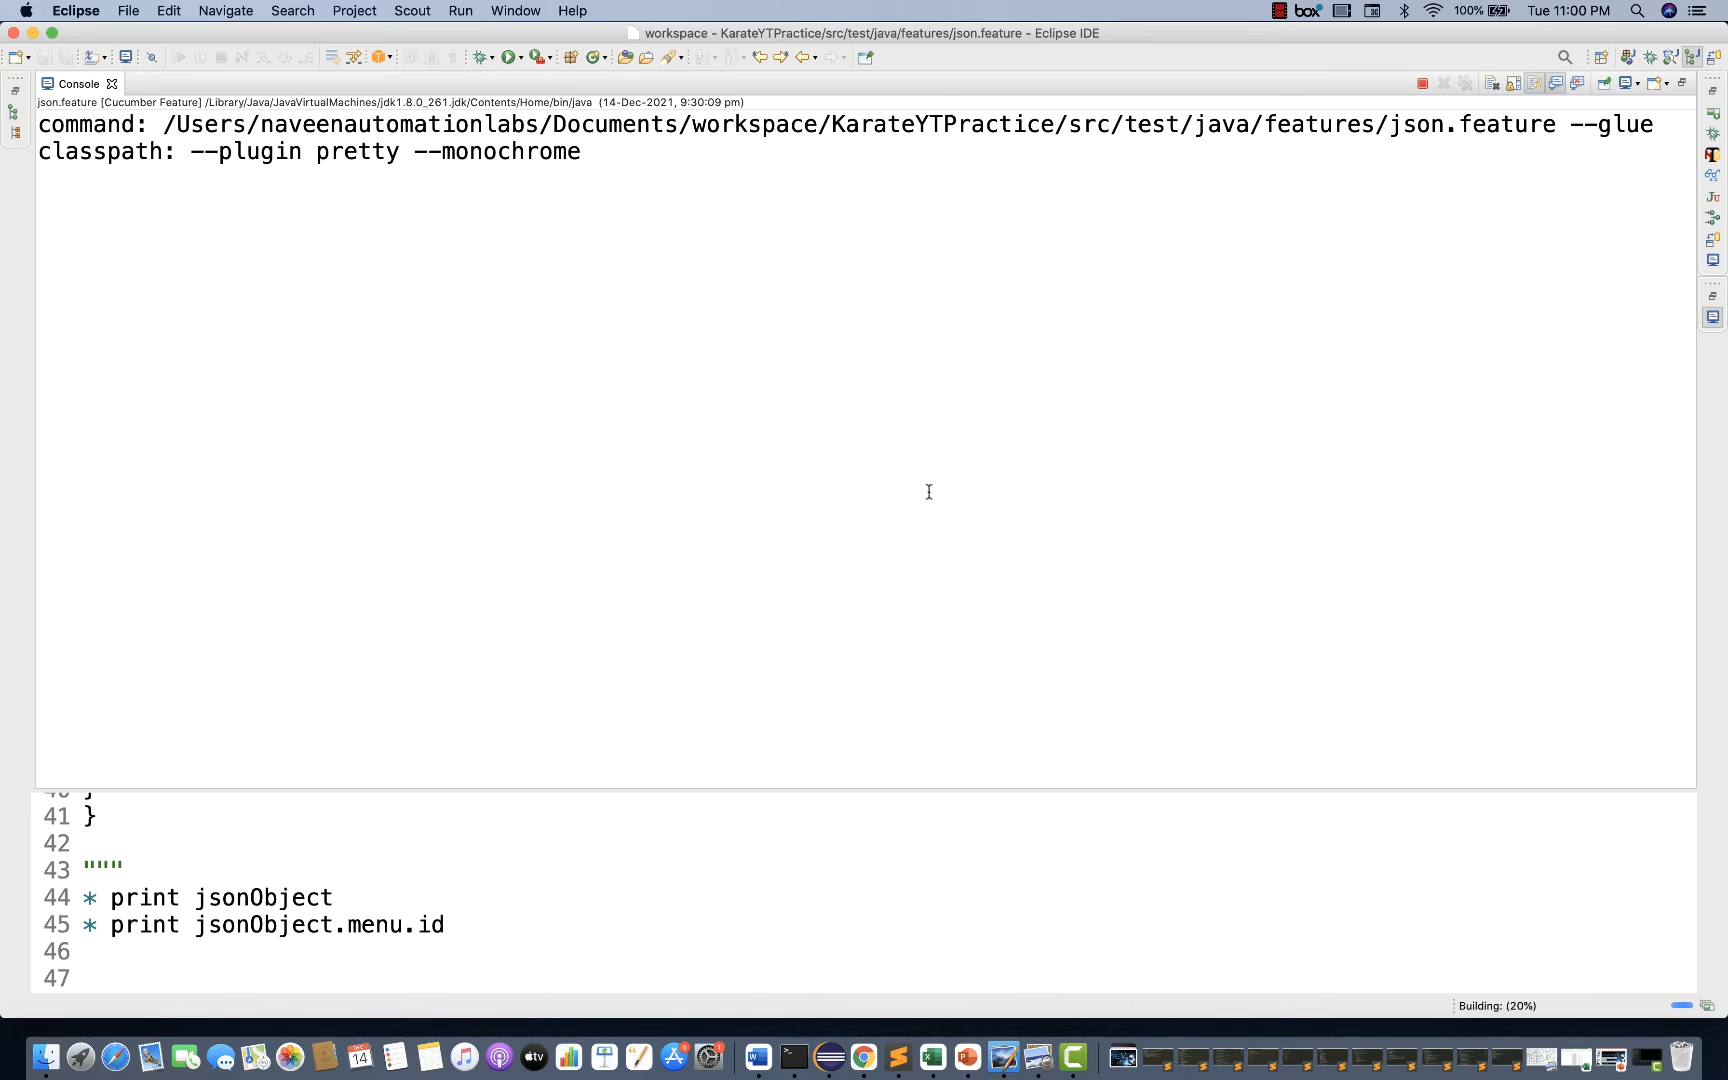 Eclipse File Edit Navigate Search Project Scout Run Window Help box 100% Tue 11:00 PM
workspace - KarateYTPractice/src/test/java/features/json.feature - Eclipse IDE
Console
json.feature [Cucumber Feature] /Library/Java/JavaVirtualMachines/jdk1.8.0_261.jdk/Contents/Home/bin/java (14-Dec-2021, 9:30:09 pm)
command: /Users/naveenautomationlabs/Documents/workspace/KarateYTPractice/src/test/java/features/json.feature --glue
classpath: --plugin pretty --monochrome
40 }
41 }
42
43 """
44 * print jsonObject
45 * print jsonObject.menu.id
46
47
Building: (20%)